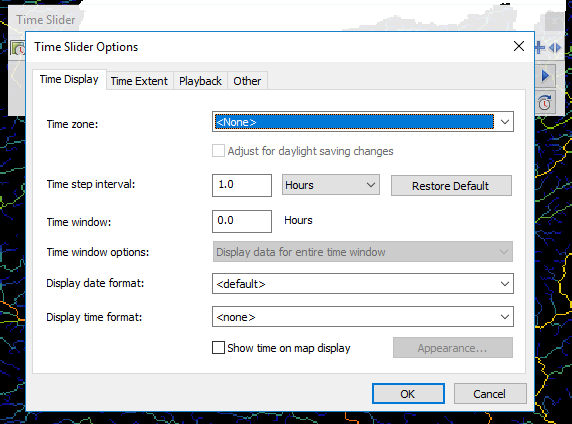 Time Slider
Time Slider Options
Time Display Time Extent Playback Other
Time zone: <None>
Adjust for daylight saving changes
Time step interval: 1.0 Hours Restore Default
Time window: 0.0 Hours
Time window options: Display data for entire time window
Display date format: <default>
Display time format: <none>
Show time on map display Appearance...
OK Cancel